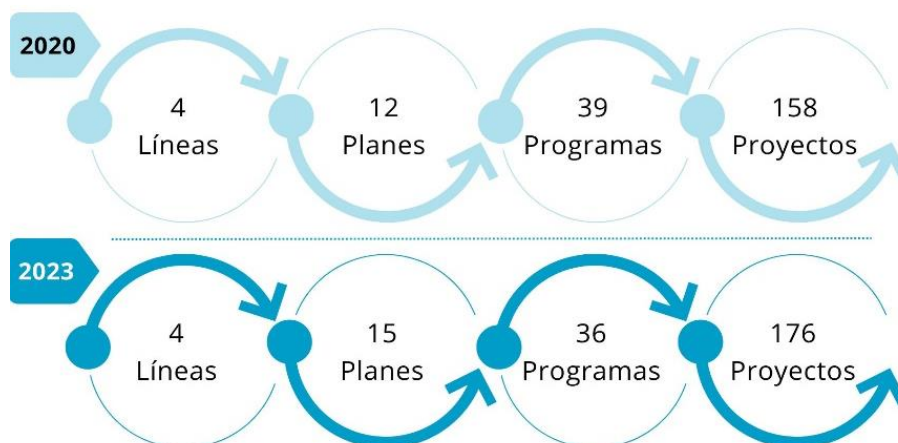 2020
4
Líneas
12
Planes
39
Programas
158
Proyectos
2023
4
Líneas
15
Planes
36
Programas
176
Proyectos